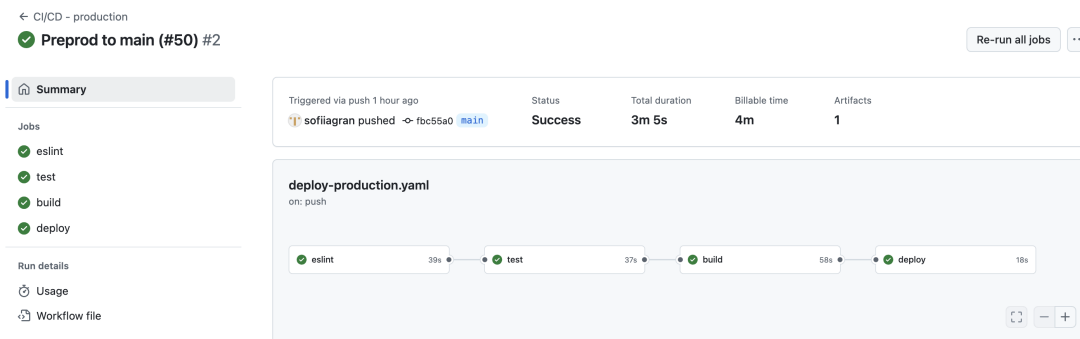 ← CI/CD - production
Preprod to main (#50) #2
Re-run all jobs
Summary
Jobs
eslint
test
build
deploy
Run details
Usage
Workflow file
Triggered via push 1 hour ago
sofiiagran pushed fbc55a0 main
Status
Success
Total duration
3m 5s
Billable time
4m
Artifacts
1
deploy-production.yaml
on: push
eslint 39s
test 37s
build 58s
deploy 18s